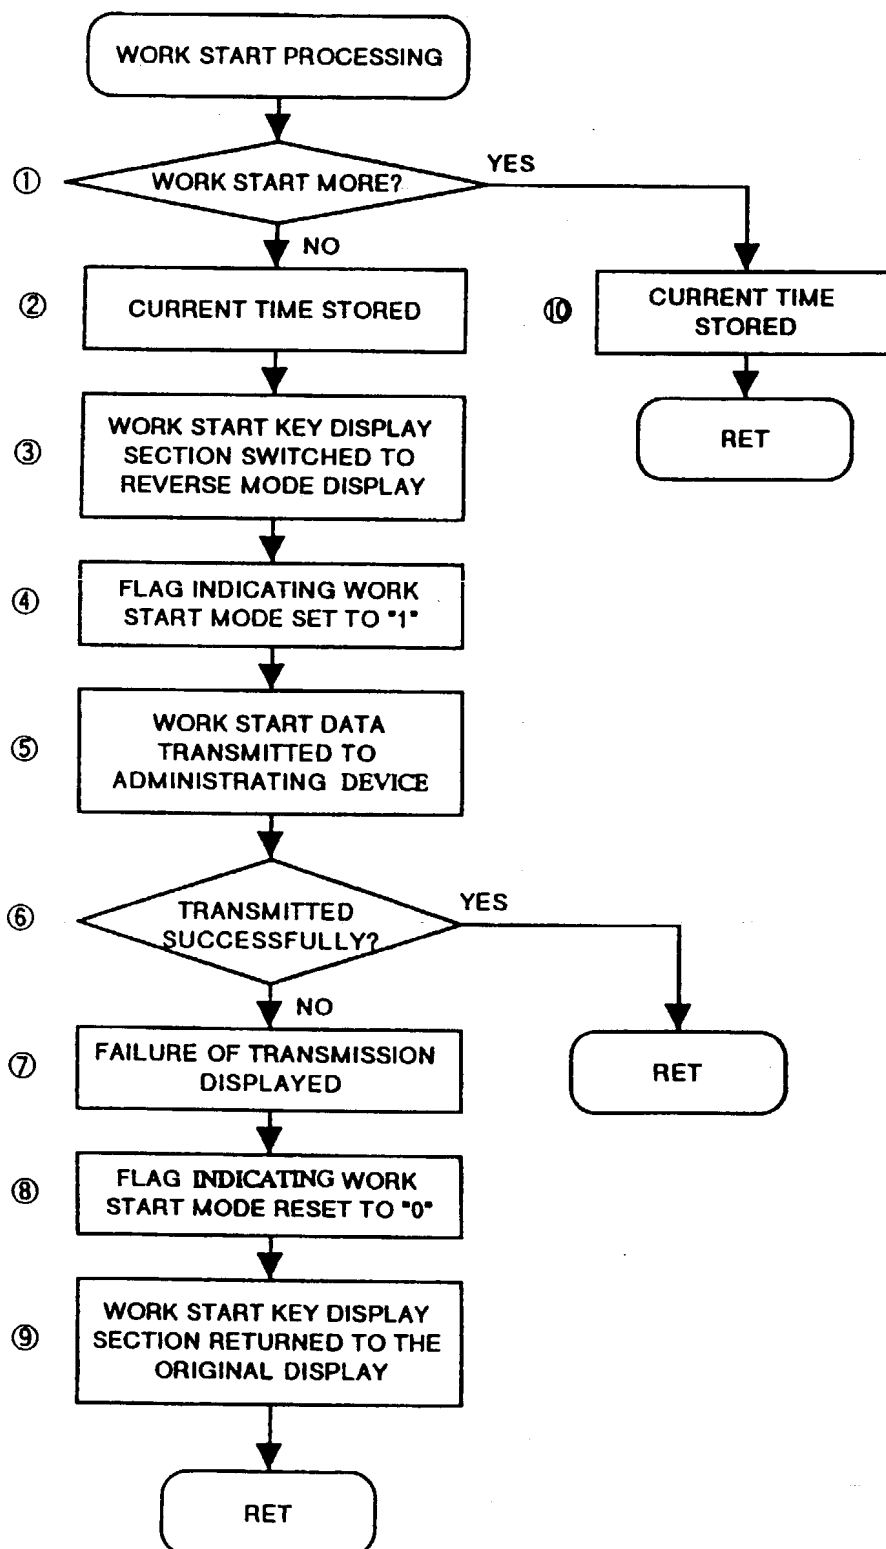 WORK START PROCESSING
① WORK START MORE?
YES
NO
② CURRENT TIME STORED
⑩ CURRENT TIME
STORED
RET
③ WORK START KEY DISPLAY
SECTION SWITCHED TO
REVERSE MODE DISPLAY
④ FLAG INDICATING WORK
START MODE SET TO "1"
⑤ WORK START DATA
TRANSMITTED TO
ADMINISTRATING DEVICE
⑥ TRANSMITTED
SUCCESSFULLY?
YES
NO
RET
⑦ FAILURE OF TRANSMISSION
DISPLAYED
⑧ FLAG INDICATING WORK
START MODE RESET TO "0"
⑨ WORK START KEY DISPLAY
SECTION RETURNED TO THE
ORIGINAL DISPLAY
RET